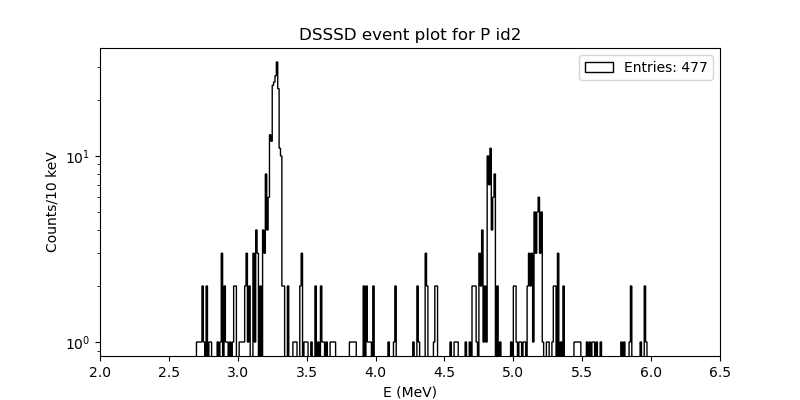 DSSSD event plot for P id2
Entries: 477
Counts/10 keV
10¹
10⁰
2.0 2.5 3.0 3.5 4.0 4.5 5.0 5.5 6.0 6.5
E (MeV)